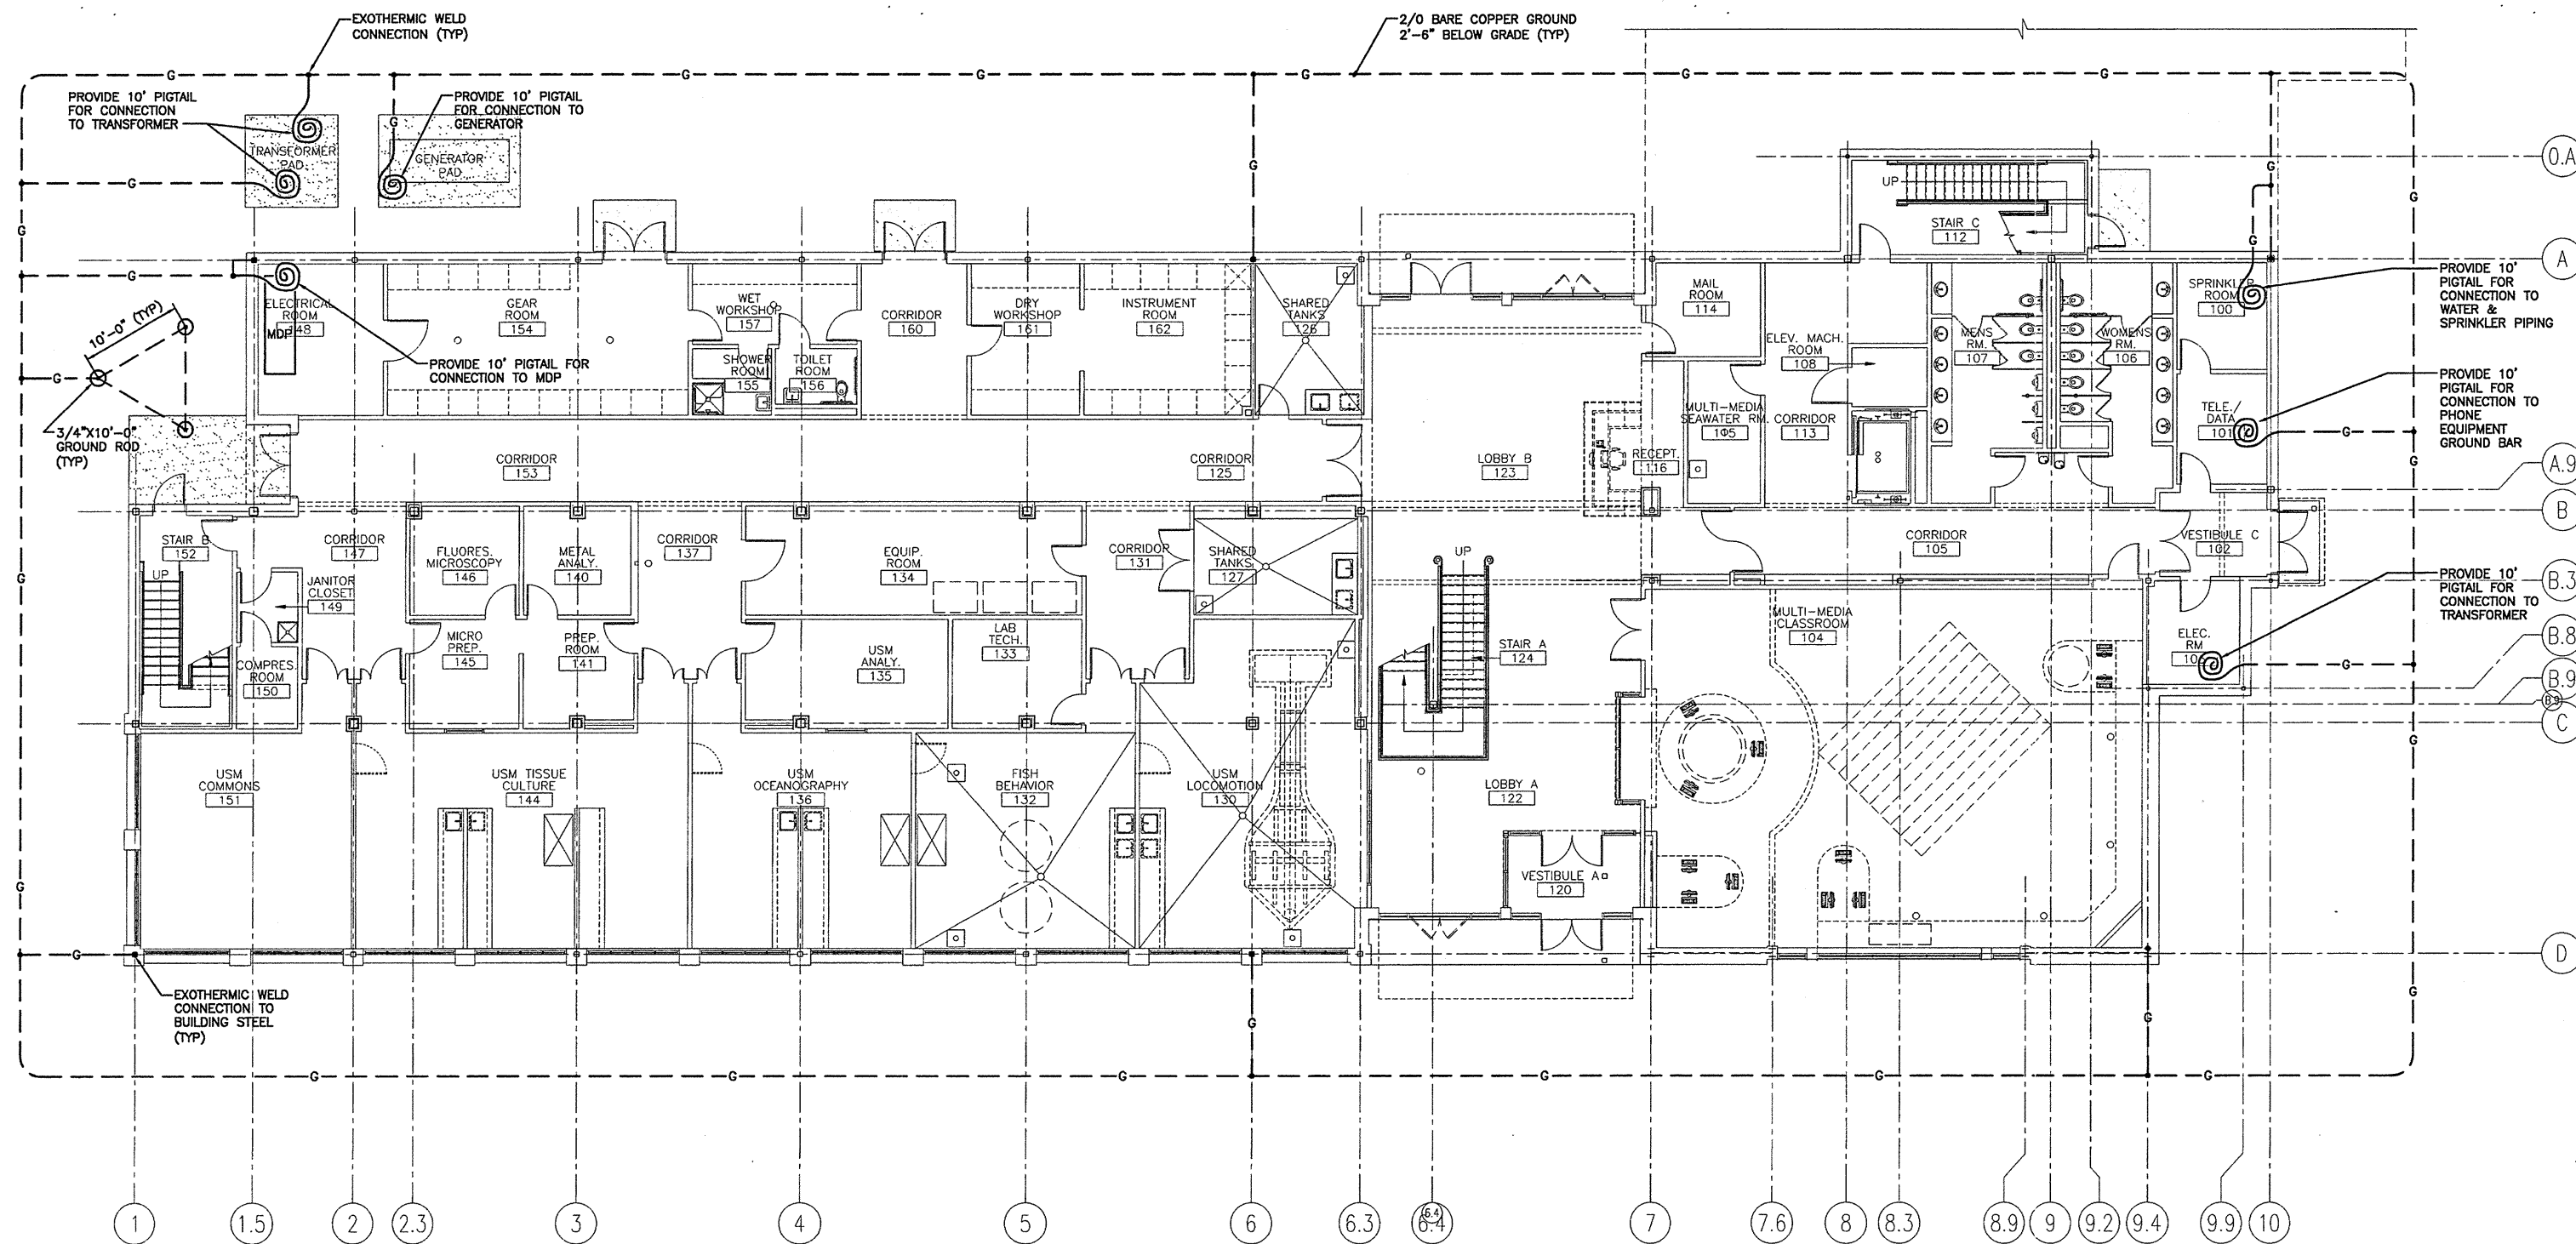 EXOTHERMIC WELD
CONNECTION (TYP)
2/0 BARE COPPER GROUND
2'-6" BELOW GRADE (TYP)
PROVIDE 10' PIGTAIL
FOR CONNECTION
TO TRANSFORMER
PROVIDE 10' PIGTAIL
FOR CONNECTION TO
GENERATOR
TRANSFORMER
PAD
GENERATOR
PAD
G
G
G
G
G
G
G
G
G
G
G
G
G
G
0.A
UP
STAIR C
112
A
ELECTRICAL
ROOM
148
MDP
GEAR
ROOM
154
WET
WORKSHOP
157
CORRIDOR
160
DRY
WORKSHOP
161
INSTRUMENT
ROOM
162
SHARED
TANKS
126
MAIL
ROOM
114
ELEV. MACH.
ROOM
108
MENS
RM.
107
WOMENS
RM.
106
SPRINKLER
ROOM
100
PROVIDE 10'
PIGTAIL FOR
CONNECTION TO
WATER &
SPRINKLER PIPING
10'-0" (TYP)
PROVIDE 10' PIGTAIL FOR
CONNECTION TO MDP
SHOWER
ROOM
155
TOILET
ROOM
156
G
3/4"X10'-0"
GROUND ROD
(TYP)
MULTI-MEDIA
SEAWATER RM.
CORRIDOR
113
TELE./
DATA
101
G
G
PROVIDE 10'
PIGTAIL FOR
CONNECTION TO
PHONE
EQUIPMENT
GROUND BAR
CORRIDOR
153
CORRIDOR
125
LOBBY B
123
RECEPT.
116
A.9
B
STAIR B
152
UP
CORRIDOR
147
FLUORES.
MICROSCOPY
146
METAL
ANALY.
140
CORRIDOR
137
EQUIP.
ROOM
134
CORRIDOR
131
SHARED
TANKS
127
UP
CORRIDOR
105
VESTIBULE C
102
B.3
G
JANITOR
CLOSET
149
PROVIDE 10'
PIGTAIL FOR
CONNECTION TO
TRANSFORMER
MICRO
PREP.
145
PREP.
ROOM
141
USM
ANALY.
135
LAB
TECH.
133
STAIR A
124
MULTI-MEDIA
CLASSROOM
104
ELEC.
RM
G
COMPRES.
ROOM
150
B.8
B.9
B.9
C
G
USM
COMMONS
151
USM TISSUE
CULTURE
144
USM
OCEANOGRAPHY
136
FISH
BEHAVIOR
132
USM
LOCOMOTION
130
LOBBY A
122
G
VESTIBULE A
120
G
D
EXOTHERMIC WELD
CONNECTION TO
BUILDING STEEL
(TYP)
G
G
G
G
G
G
G
G
G
1
1.5
2
2.3
3
4
5
6
6.3
6.4
6.4
7
7.6
8
8.3
8.9
9
9.2
9.4
9.9
10